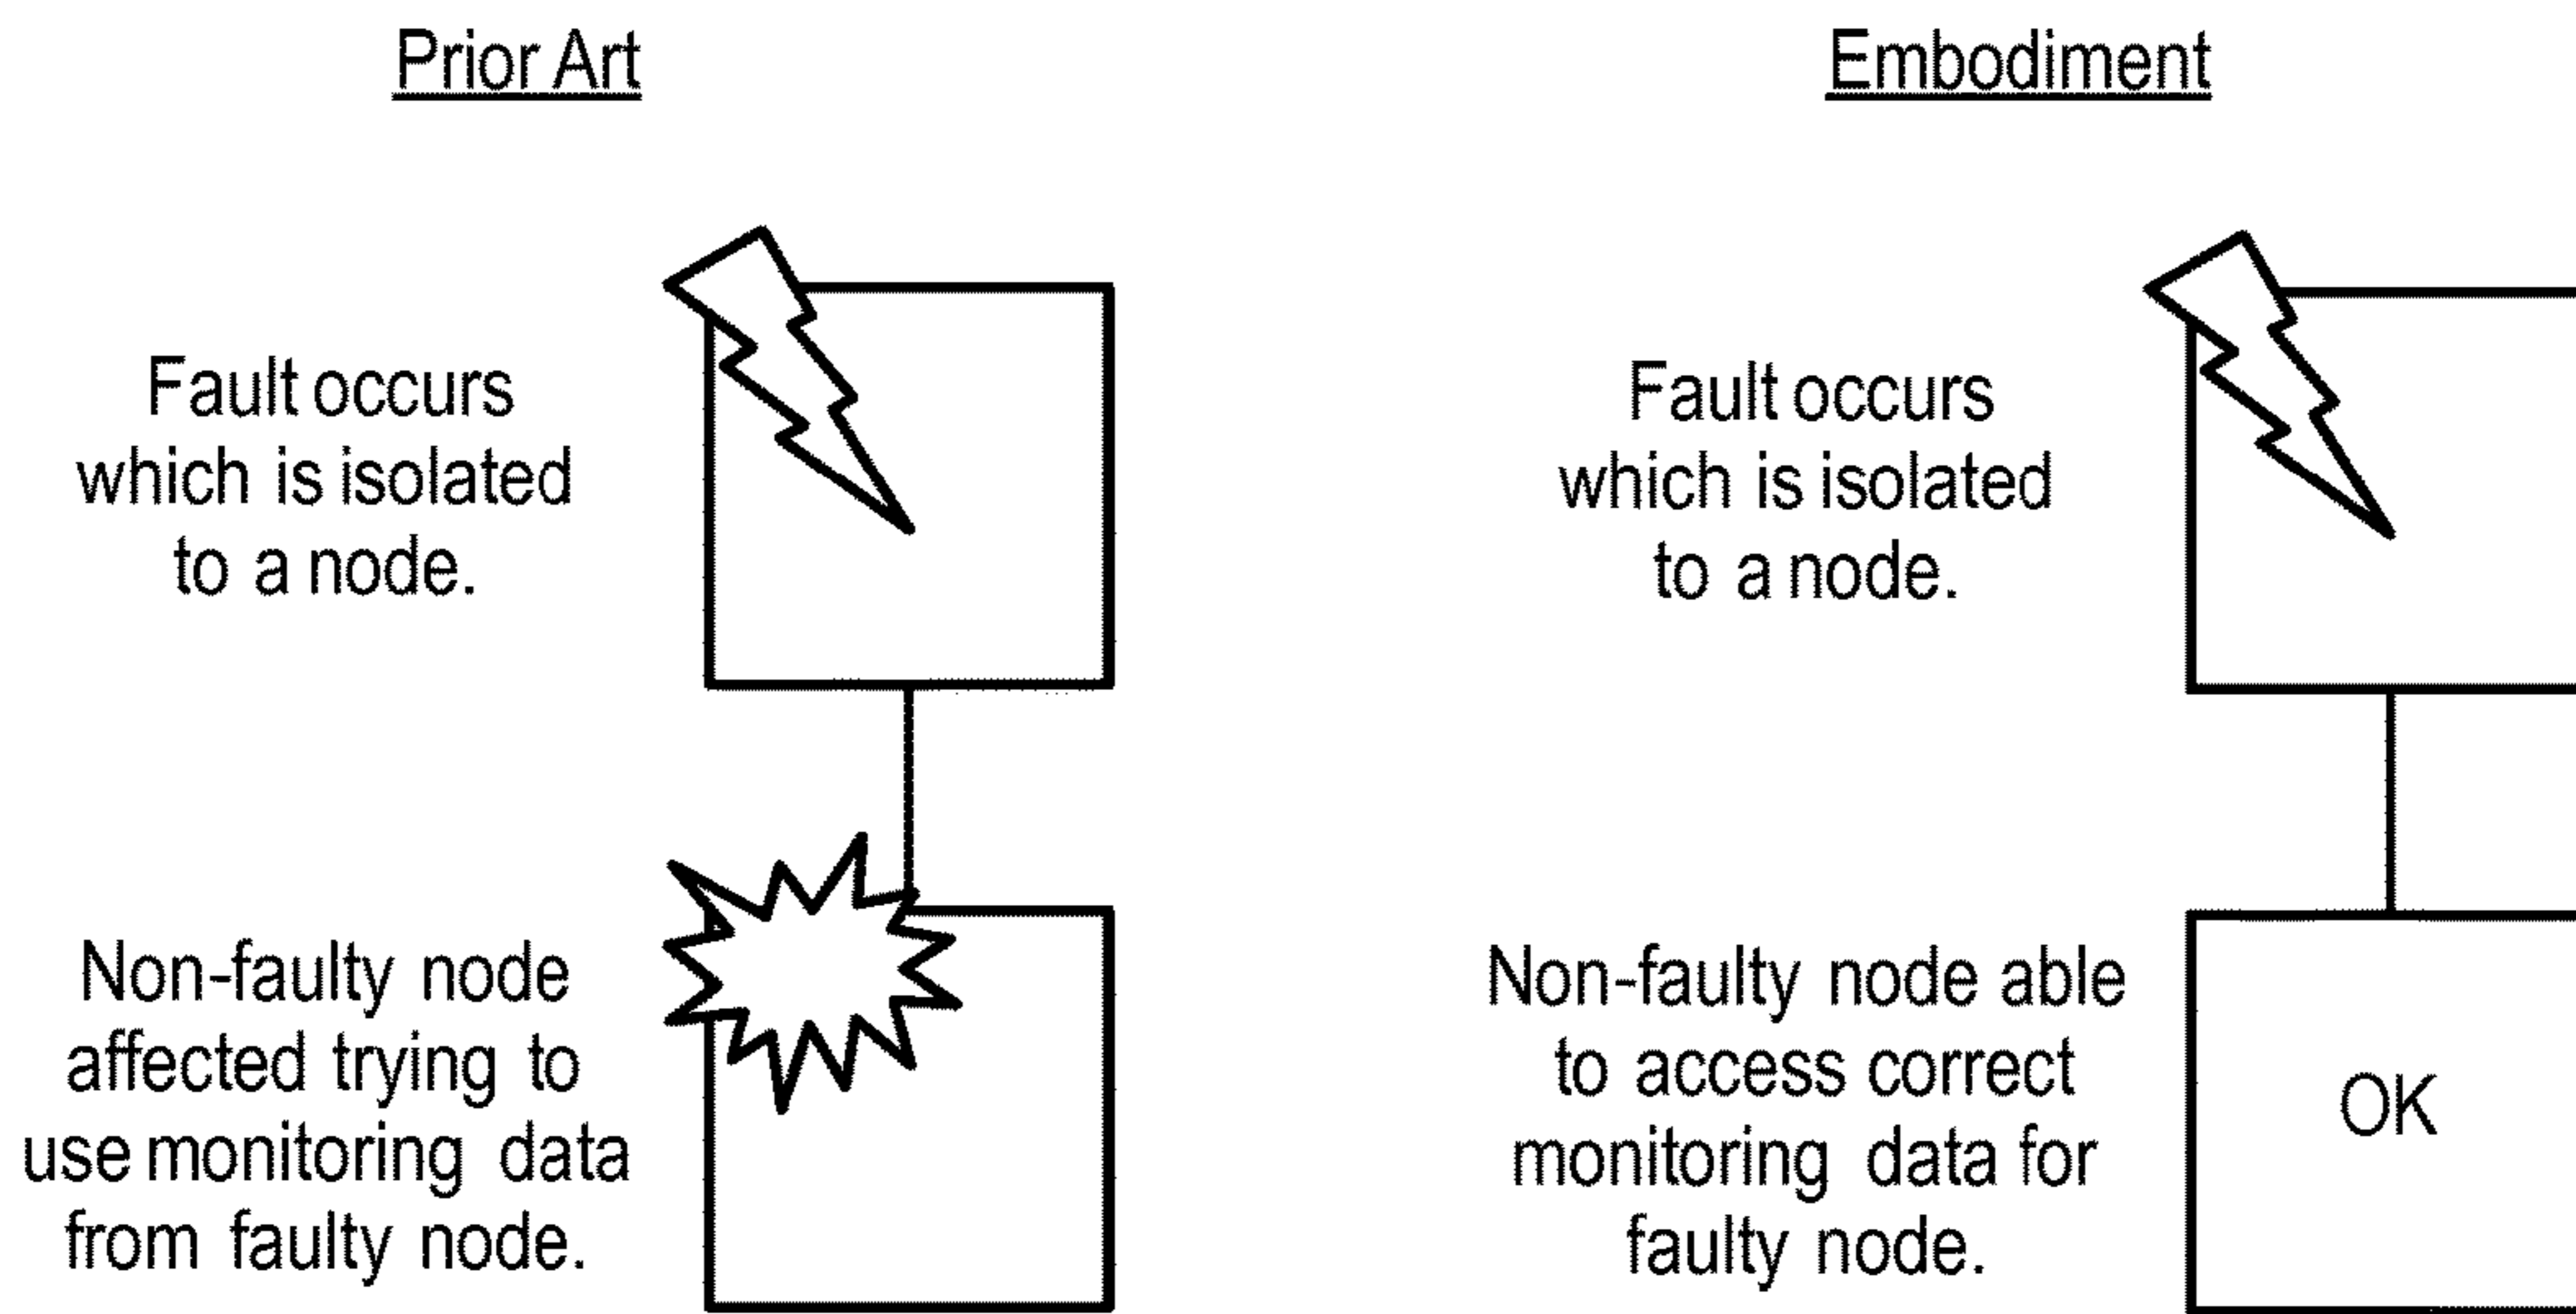 Prior Art
Fault occurs
which is isolated
to a node.
Non-faulty node
affected trying to
use monitoring data
from faulty node.
Embodiment
Fault occurs
which is isolated
to a node.
Non-faulty node able
to access correct
monitoring data for
faulty node.
OK